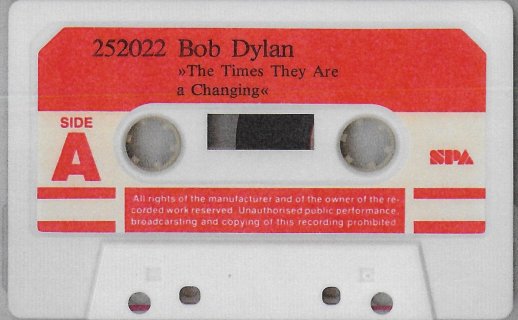 252022 Bob Dylan
»The Times They Are
a Changing«
SIDE
A
SPA
All rights of the manufacturer and of the owner of the re-
corded work reserved. Unauthorised public performance,
broadcarsting and copying of this recording prohibited